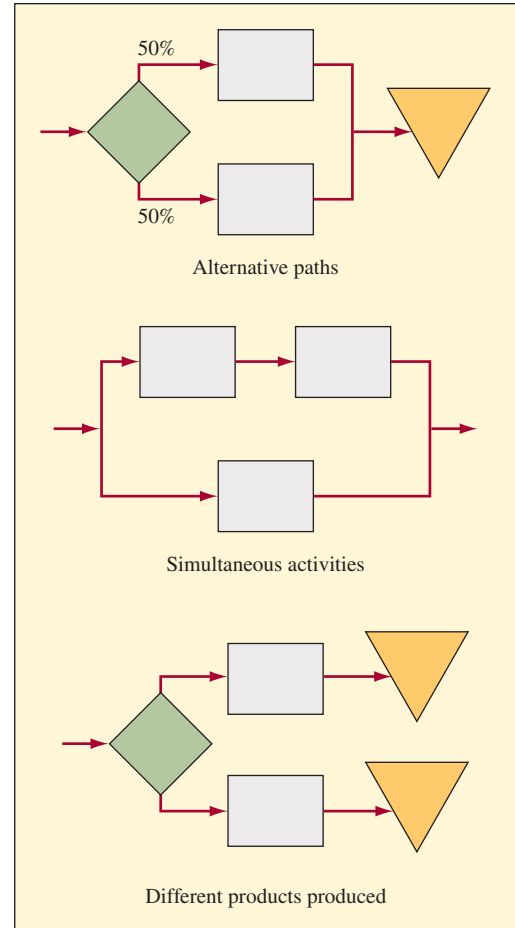 50%
50%
Alternative paths
Simultaneous activities
Different products produced